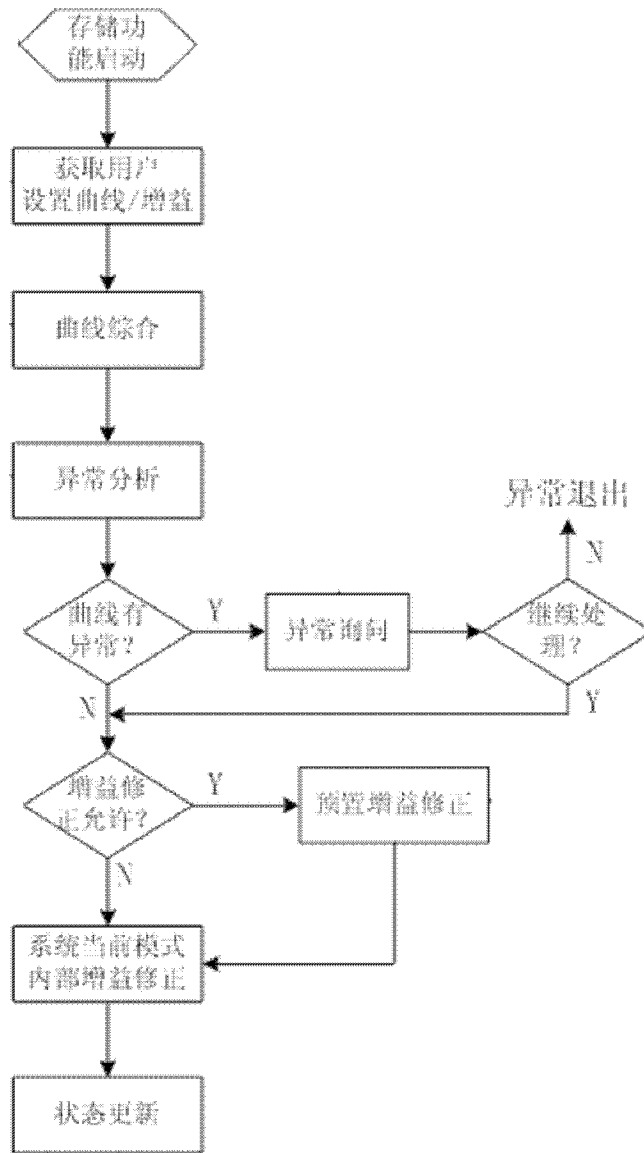 存储功
能启动
获取用户
设置曲线/增益
曲线综合
异常分析
异常退出
N
曲线有
异常?
Y
异常询问
继续处
理?
N
Y
增益修
正允许?
Y
预置增益修正
N
系统当前模式
内部增益修正
状态更新